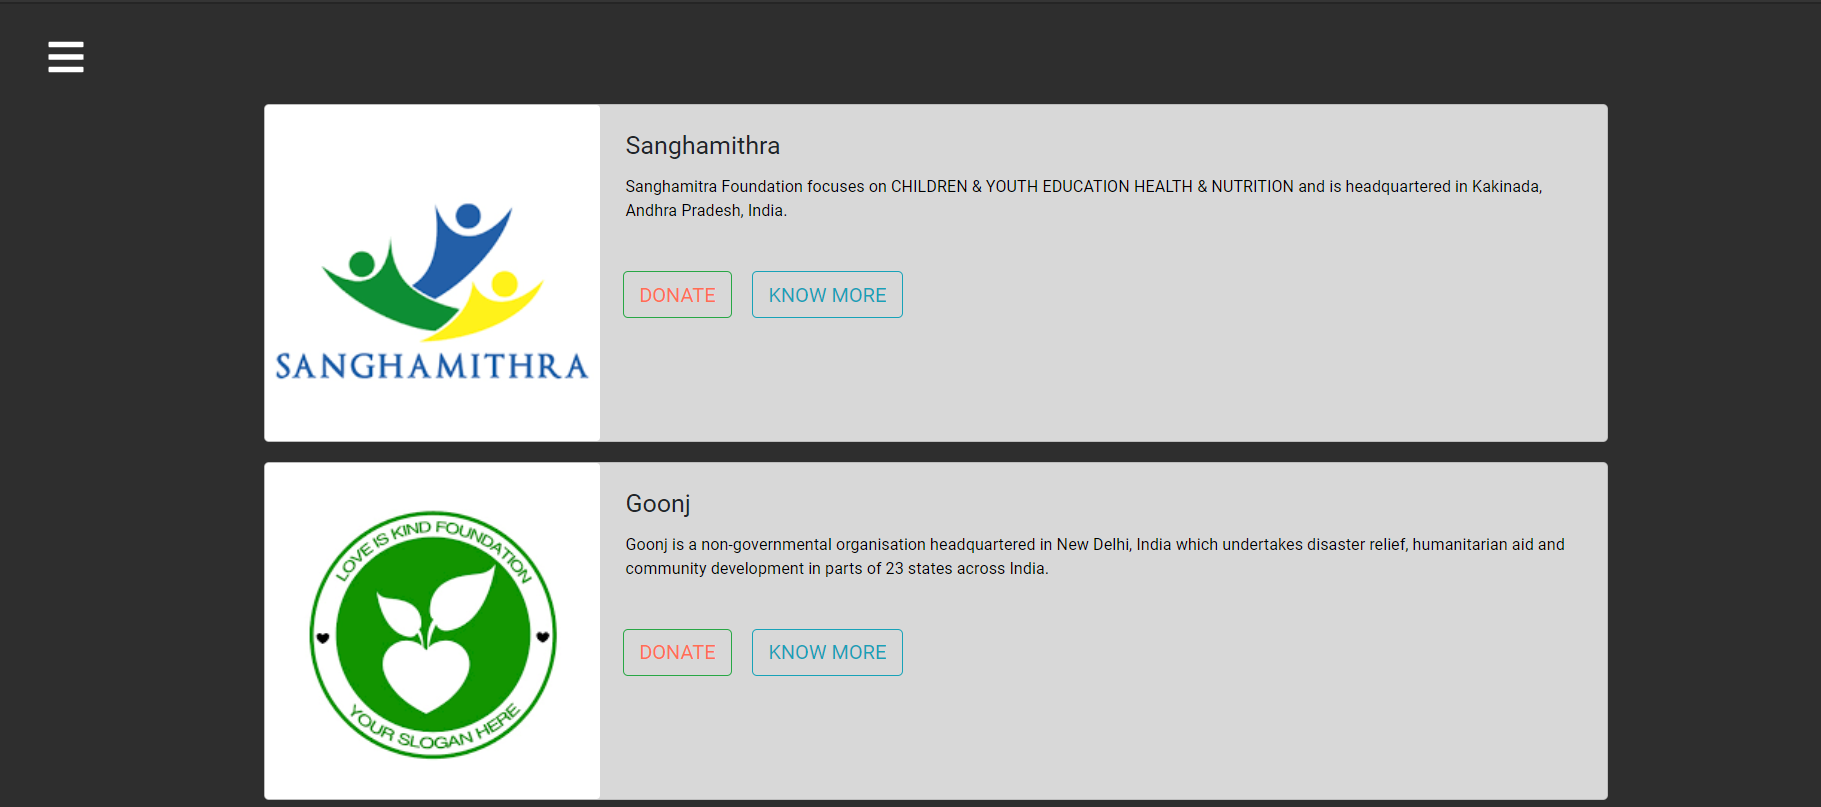 SANGHAMITHRA
Sanghamithra
Sanghamitra Foundation focuses on CHILDREN & YOUTH EDUCATION HEALTH & NUTRITION and is headquartered in Kakinada,
Andhra Pradesh, India.
DONATE
KNOW MORE
LOVE IS KIND FOUNDATION
YOUR SLOGAN HERE
Goonj
Goonj is a non-governmental organisation headquartered in New Delhi, India which undertakes disaster relief, humanitarian aid and
community development in parts of 23 states across India.
DONATE
KNOW MORE